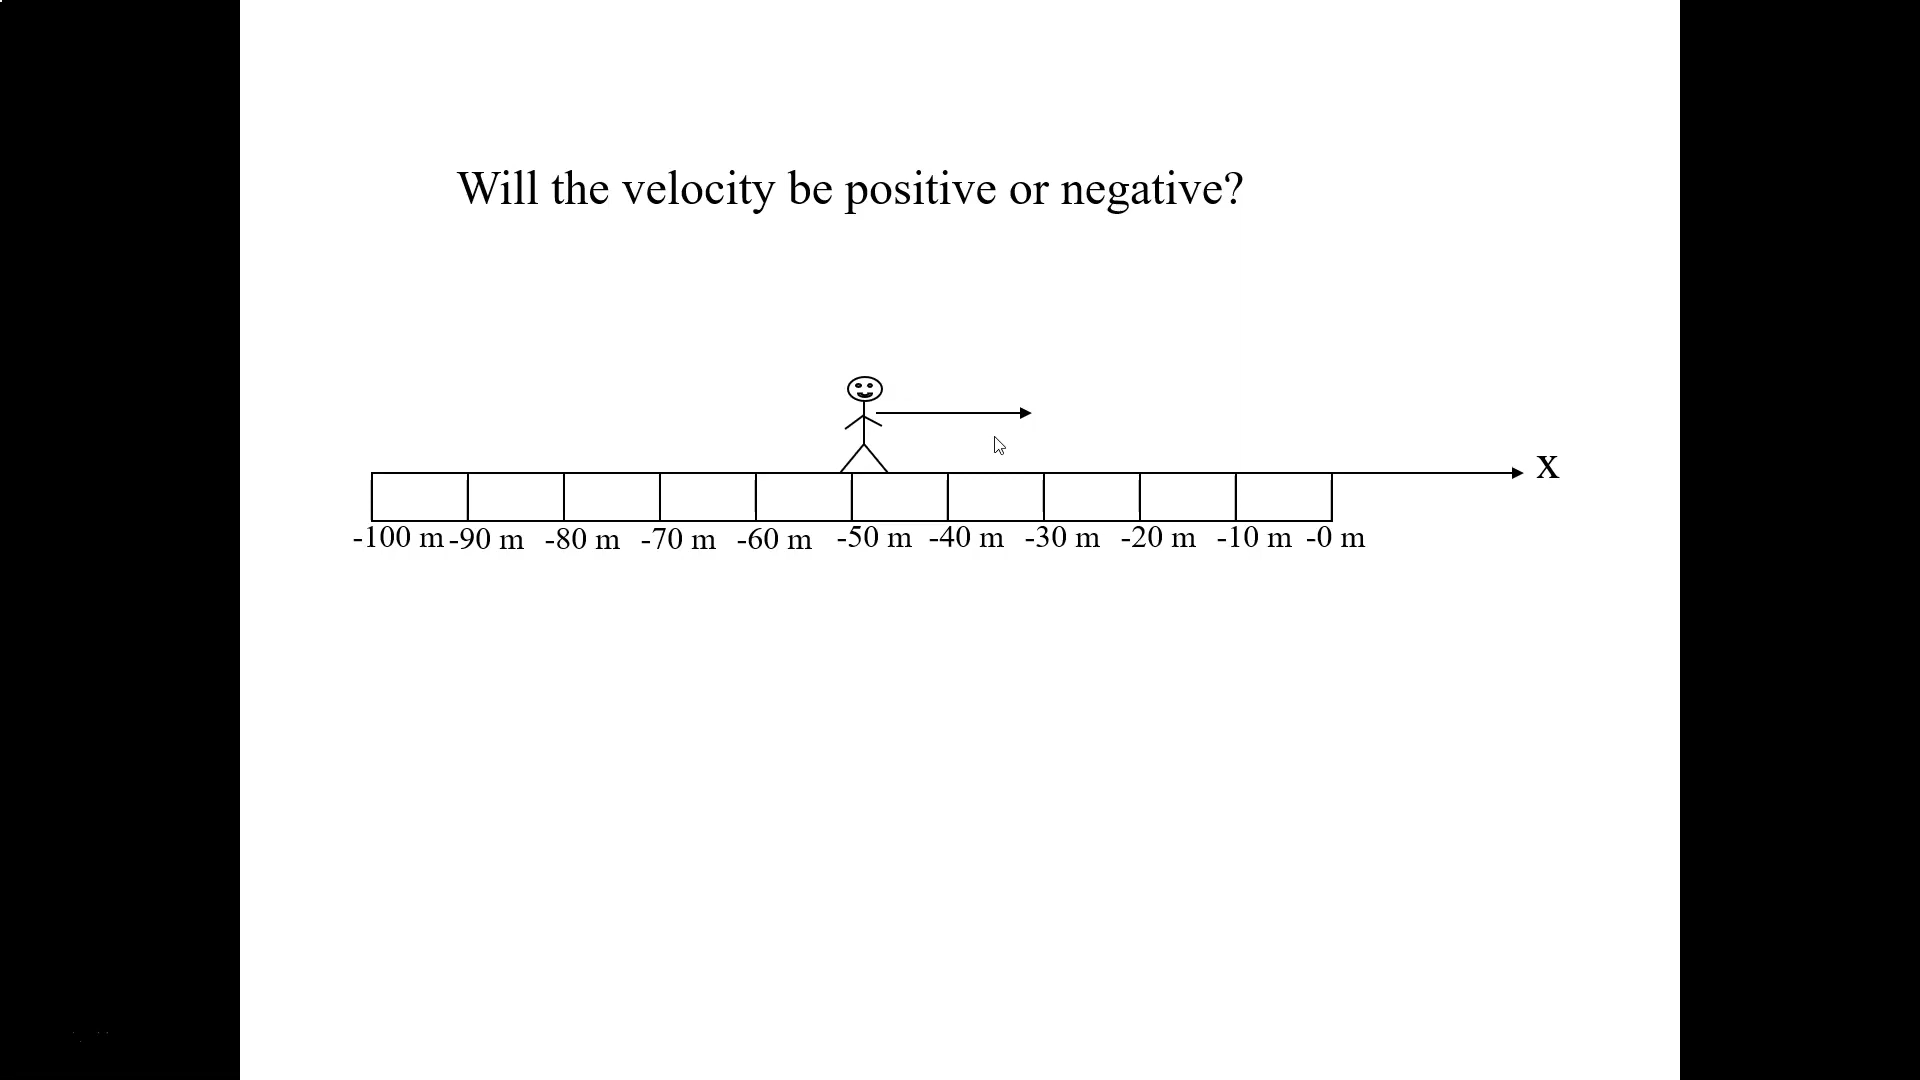 Will the velocity be positive or negative?
x
-100 m -90 m -80 m -70 m -60 m -50 m -40 m -30 m -20 m -10 m -0 m